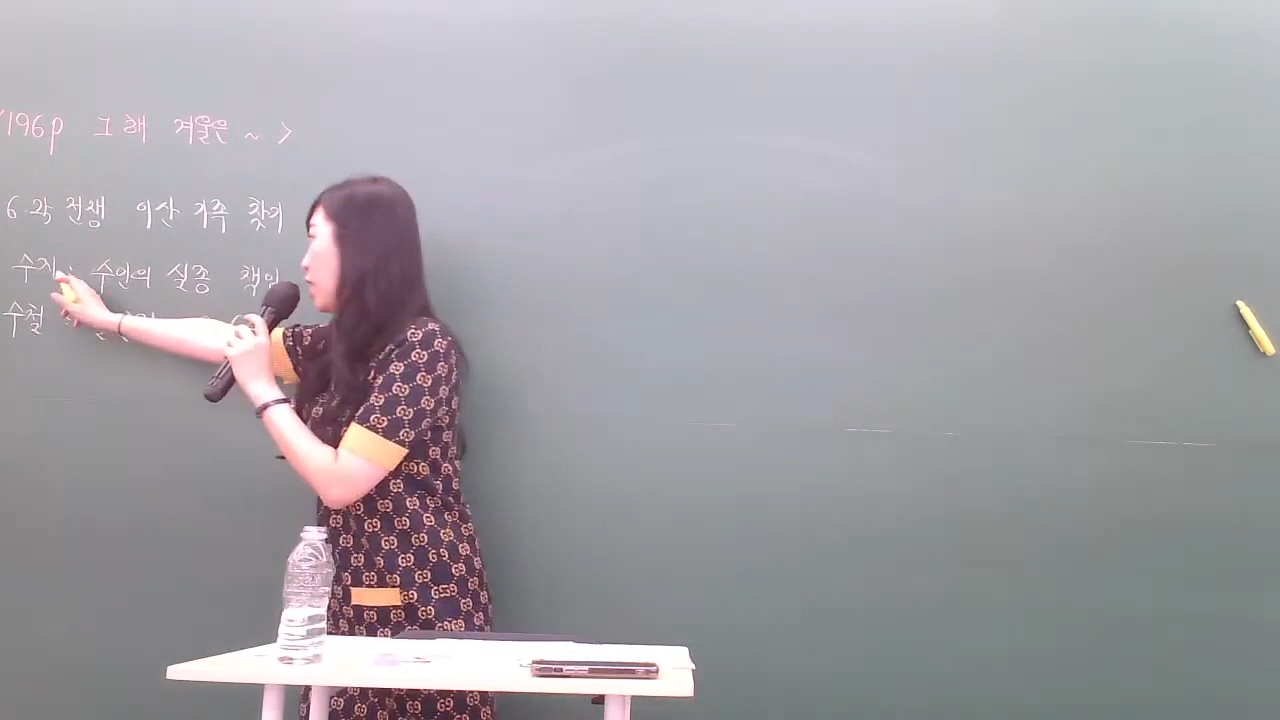 <196p 그 해 겨울은 ~ >
6·25 전쟁 이산 가족 찾기
수지 : 수인의 실종 책임
수철